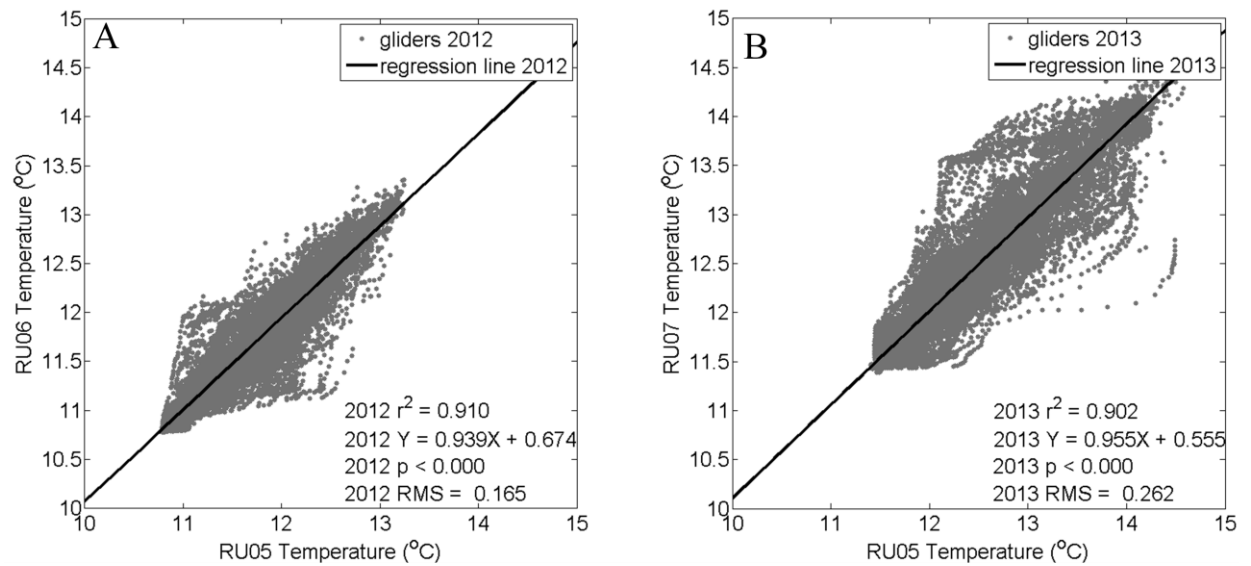 A
gliders 2012
regression line 2012
15
14.5
14
13.5
13
12.5
12
11.5
11
10.5
10
RU06 Temperature (°C)
2012 r² = 0.910
2012 Y = 0.939X + 0.674
2012 p < 0.000
2012 RMS = 0.165
10 11 12 13 14 15
RU05 Temperature (°C)
B
gliders 2013
regression line 2013
15
14.5
14
13.5
13
12.5
12
11.5
11
10.5
10
RU07 Temperature (°C)
2013 r² = 0.902
2013 Y = 0.955X + 0.555
2013 p < 0.000
2013 RMS = 0.262
10 11 12 13 14 15
RU05 Temperature (°C)